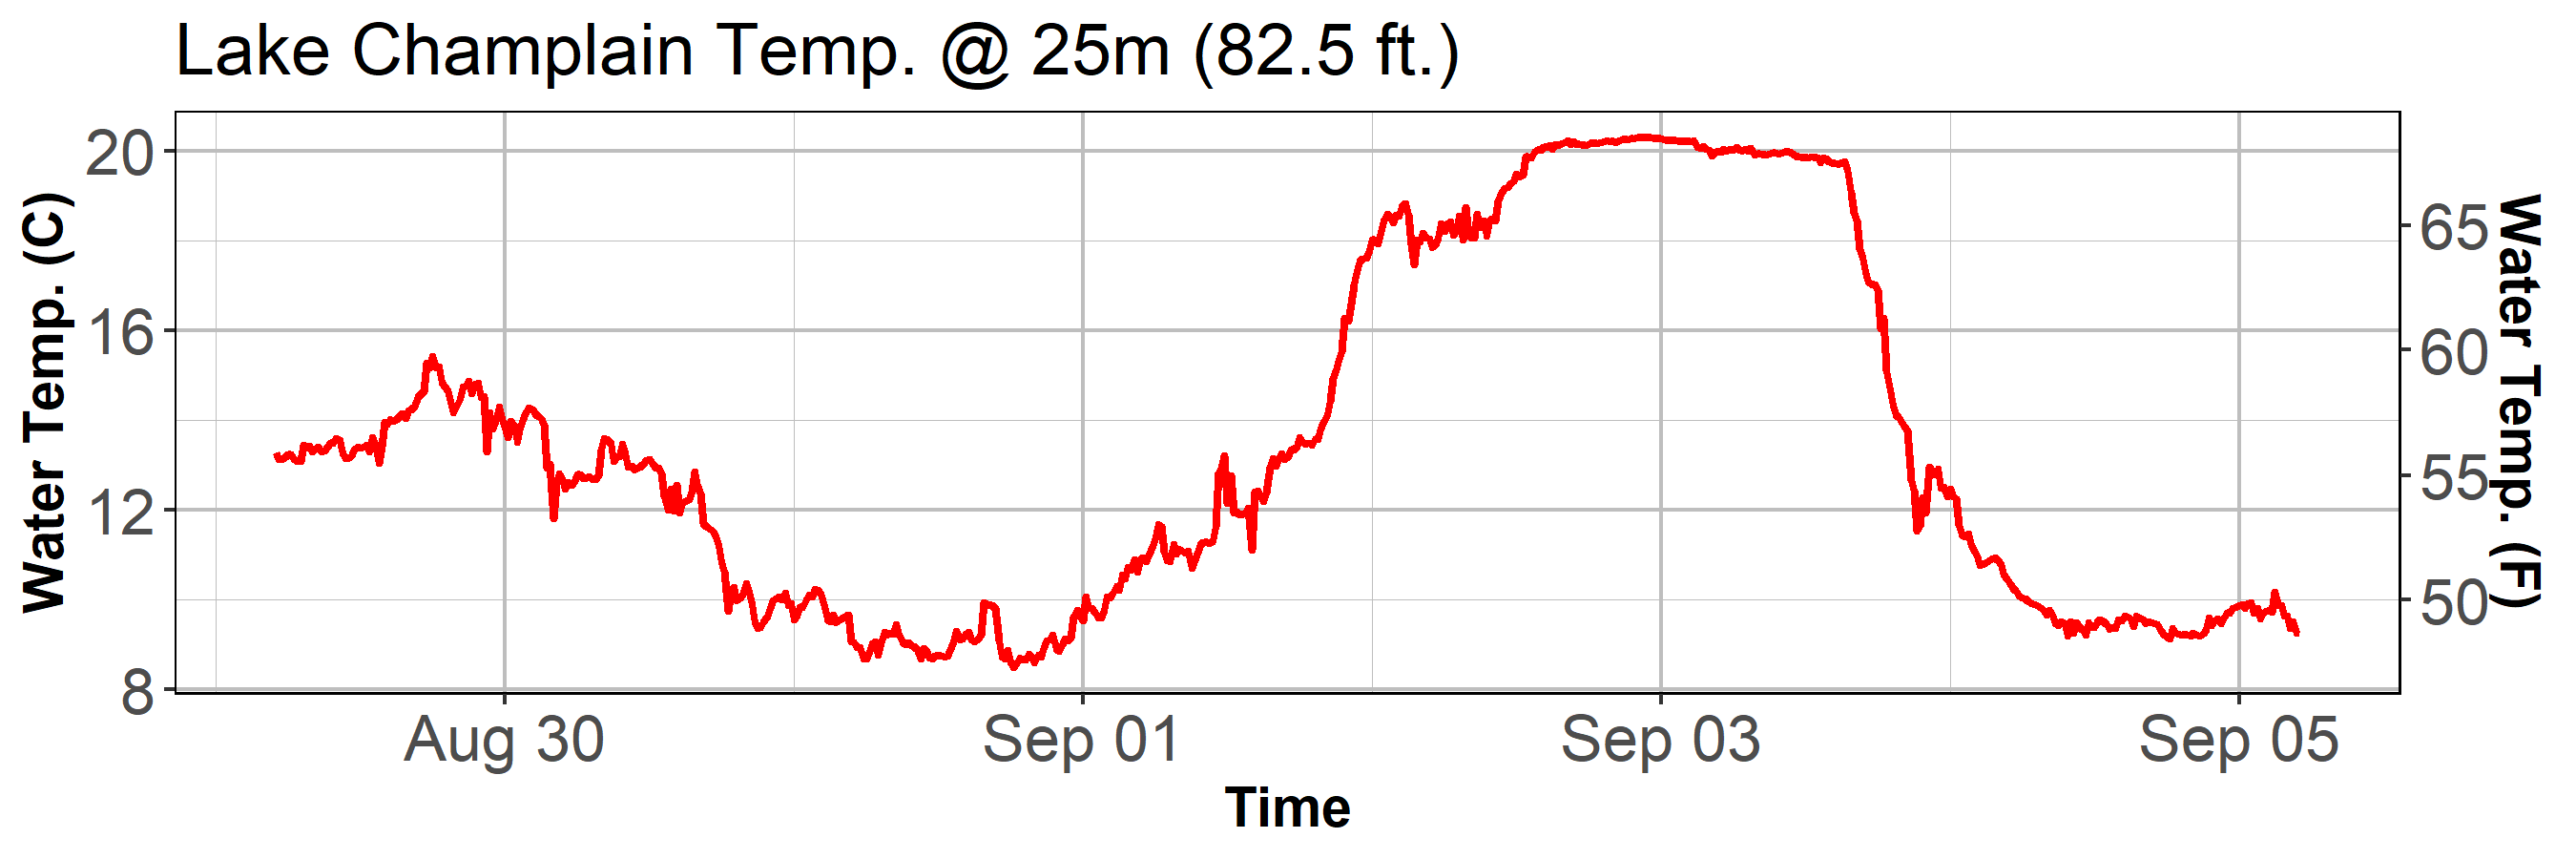 Lake Champlain Temp. @ 25m (82.5 ft.)
Water Temp. (C)
20
16
12
8
65
60
55
50
Water Temp. (F)
Aug 30
Sep 01
Sep 03
Sep 05
Time